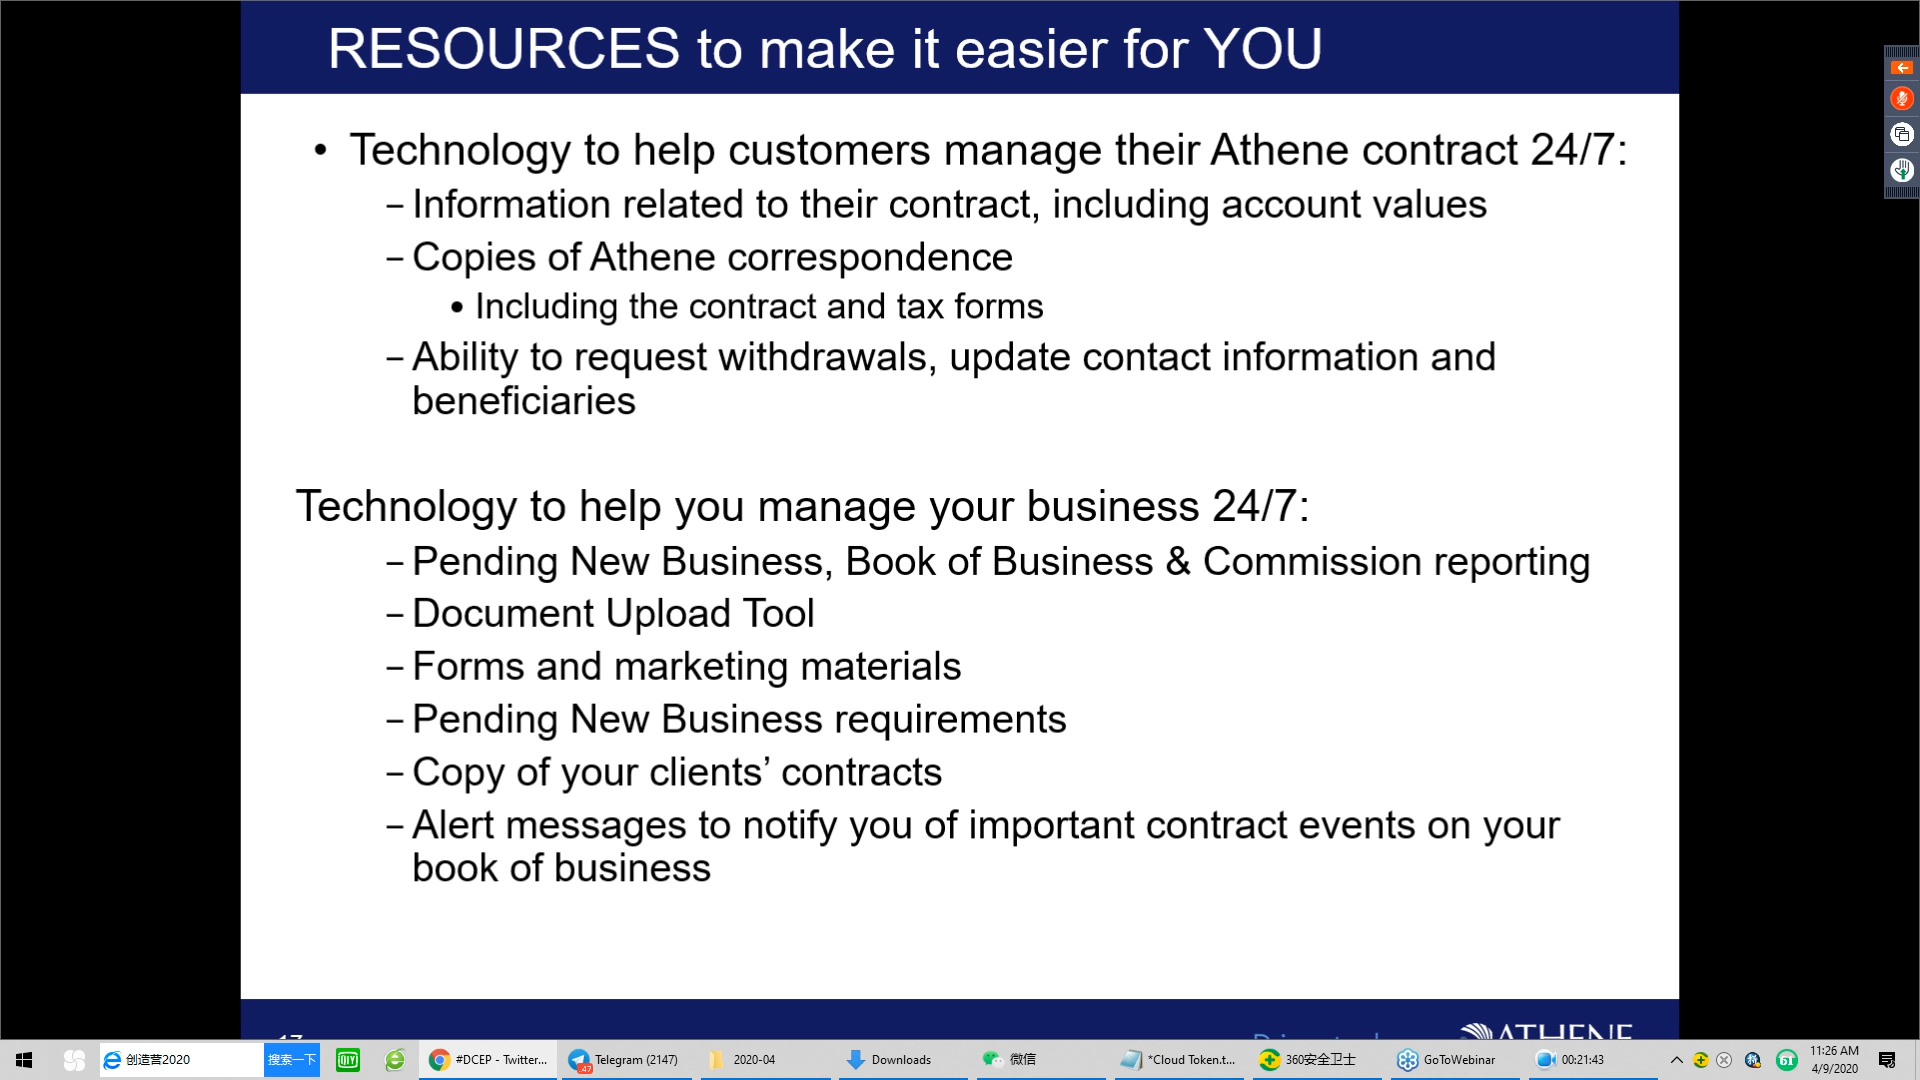 RESOURCES to make it easier for YOU
• Technology to help customers manage their Athene contract 24/7:
– Information related to their contract, including account values
– Copies of Athene correspondence
• Including the contract and tax forms
– Ability to request withdrawals, update contact information and
beneficiaries
Technology to help you manage your business 24/7:
– Pending New Business, Book of Business & Commission reporting
– Document Upload Tool
– Forms and marketing materials
– Pending New Business requirements
– Copy of your clients’ contracts
– Alert messages to notify you of important contract events on your
book of business
17
ATHENE
创造营2020
搜索一下
#DCEP - Twitter...
Telegram (2147)
2020-04
Downloads
微信
*Cloud Token.t...
360安全卫士
GoToWebinar
00:21:43
11:26 AM
4/9/2020